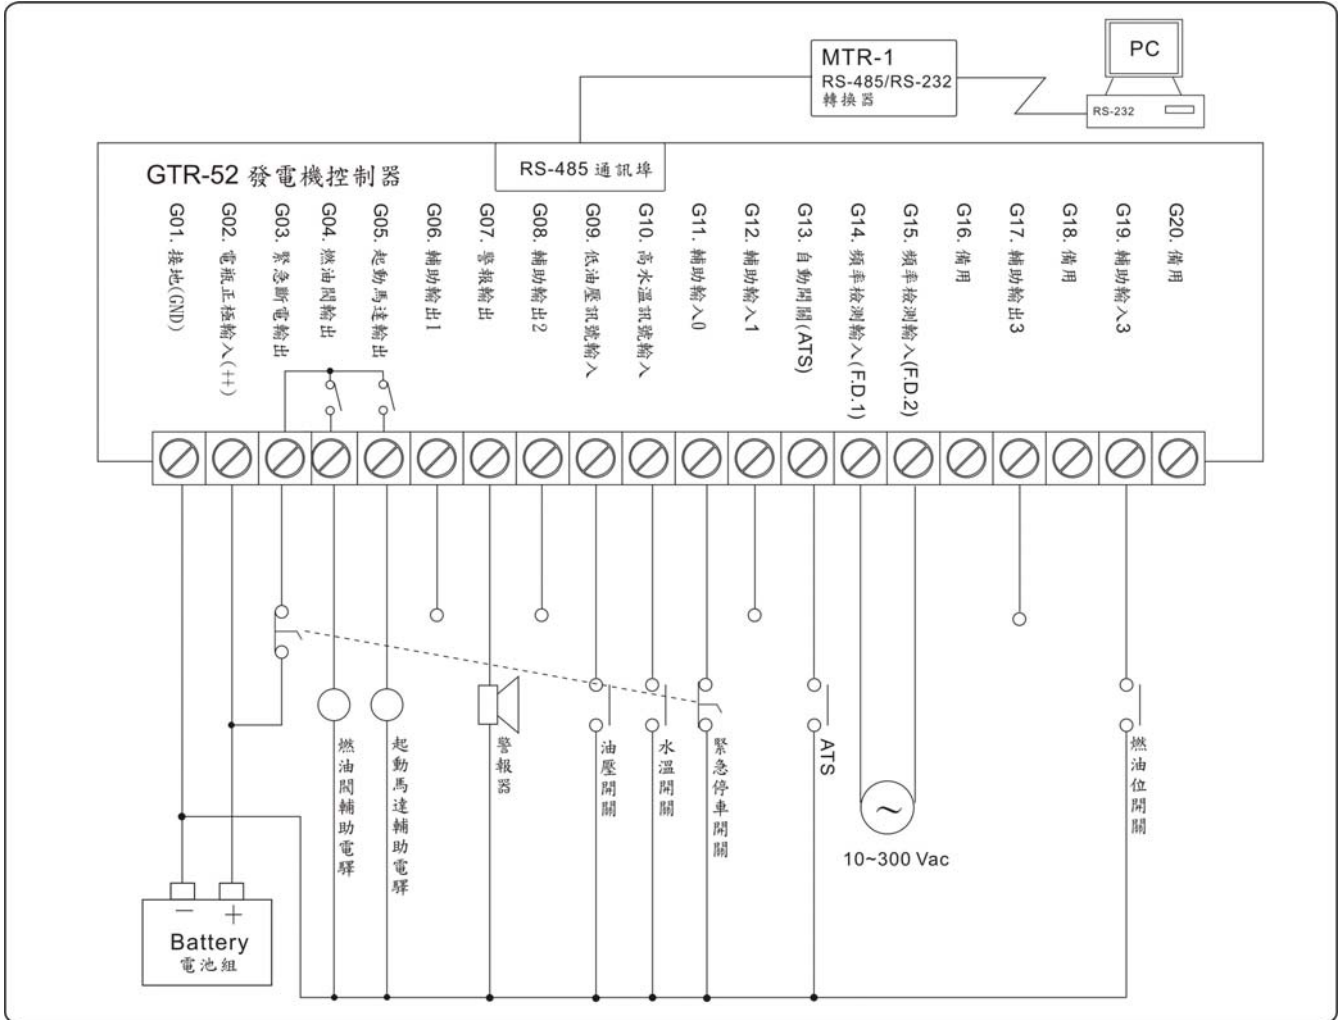 PC
MTR-1
RS-485/RS-232
轉換器
RS-232
GTR-52 發電機控制器
RS-485 通訊埠
G01. 接地(GND)
G02. 電瓶正極輸入(++)
G03. 緊急斷電輸出
G04. 燃油閥輸出
G05. 起動馬達輸出
G06. 輔助輸出1
G07. 警報輸出
G08. 輔助輸出2
G09. 低油壓訊號輸入
G10. 高水溫訊號輸入
G11. 輔助輸入0
G12. 輔助輸入1
G13. 自動開關(ATS)
G14. 頻率檢測輸入(F.D.1)
G15. 頻率檢測輸入(F.D.2)
G16. 備用
G17. 輔助輸出3
G18. 備用
G19. 輔助輸入3
G20. 備用
燃油閥輔助電驛
起動馬達輔助電驛
警報器
油壓開關
水溫開關
緊急停車開關
ATS
~
10~300 Vac
燃油位開關
— +
Battery
電池組